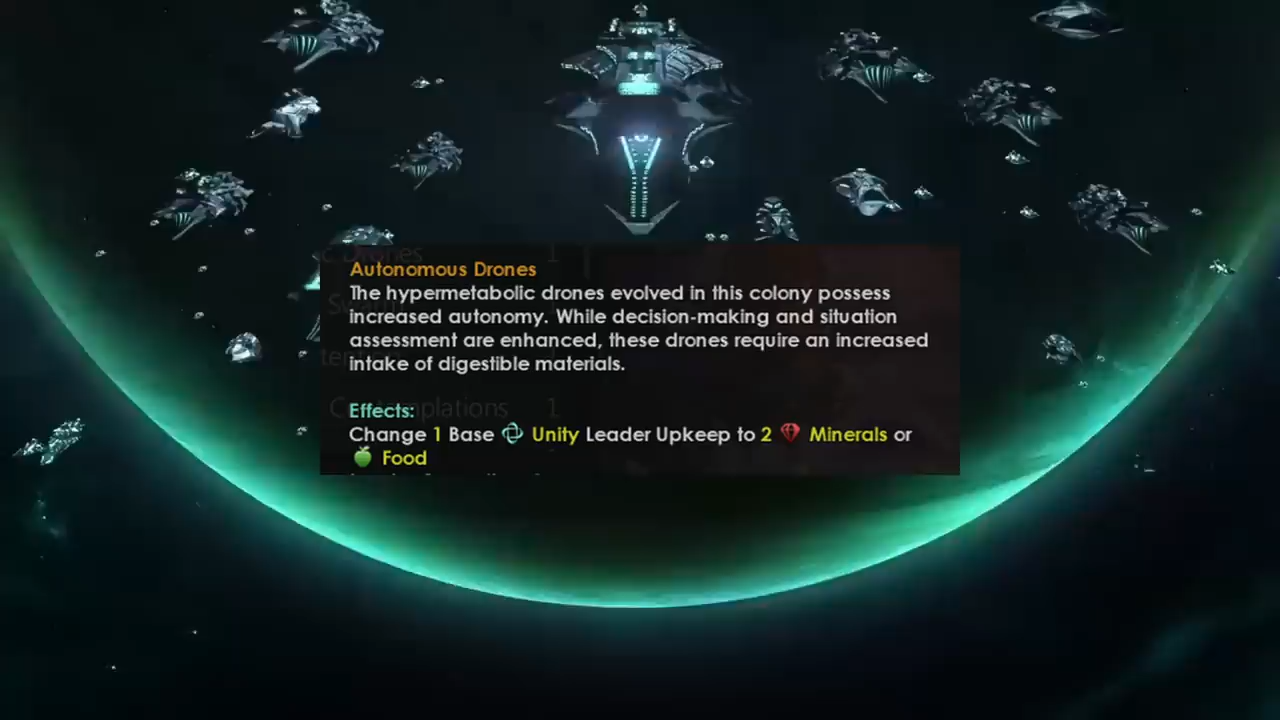 Autonomous Drones
The hypermetabolic drones evolved in this colony possess
increased autonomy. While decision-making and situation
assessment are enhanced, these drones require an increased
intake of digestible materials.
Effects:
Change 1 Base Unity Leader Upkeep to 2 Minerals or
Food